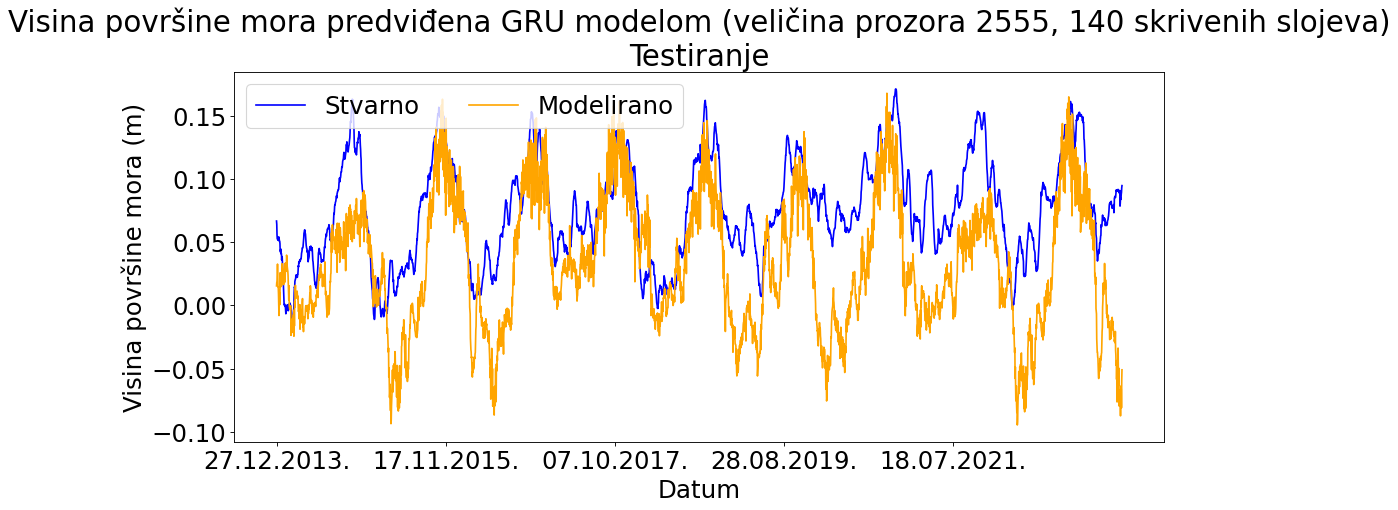 Visina površine mora predviđena GRU modelom (veličina prozora 2555, 140 skrivenih slojeva)
Testiranje
Stvarno Modelirano
Visina površine mora (m)
0.15
0.10
0.05
0.00
−0.05
−0.10
27.12.2013. 17.11.2015. 07.10.2017. 28.08.2019. 18.07.2021.
Datum